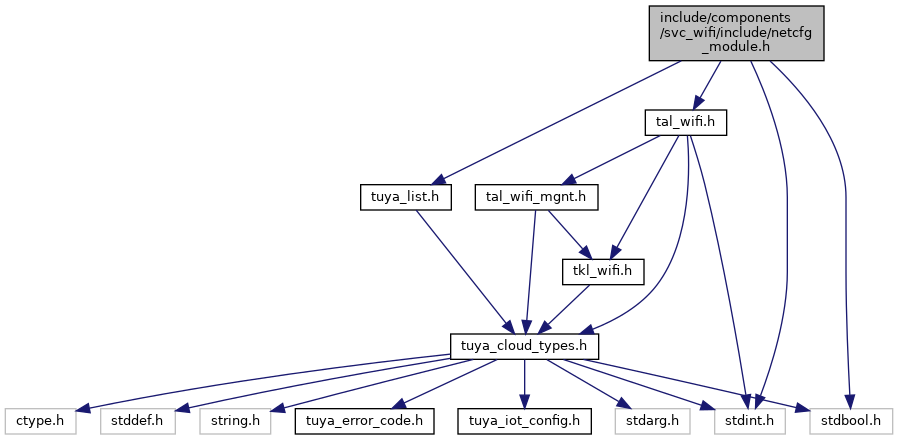 include/components
/svc_wifi/include/netcfg
_module.h
tal_wifi.h
tuya_list.h
tal_wifi_mgnt.h
tkl_wifi.h
tuya_cloud_types.h
ctype.h
stddef.h
string.h
tuya_error_code.h
tuya_iot_config.h
stdarg.h
stdint.h
stdbool.h